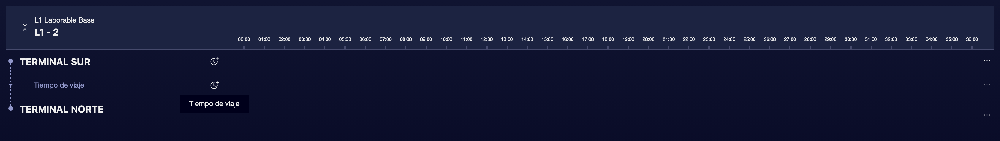 L1 Laborable Base
L1 - 2
00:00 01:00 02:00 03:00 04:00 05:00 06:00 07:00 08:00 09:00 10:00 11:00 12:00 13:00 14:00 15:00 16:00 17:00 18:00 19:00 20:00 21:00 22:00 23:00 24:00 25:00 26:00 27:00 28:00 29:00 30:00 31:00 32:00 33:00 34:00 35:00 36:00
TERMINAL SUR
Tiempo de viaje
Tiempo de viaje
TERMINAL NORTE